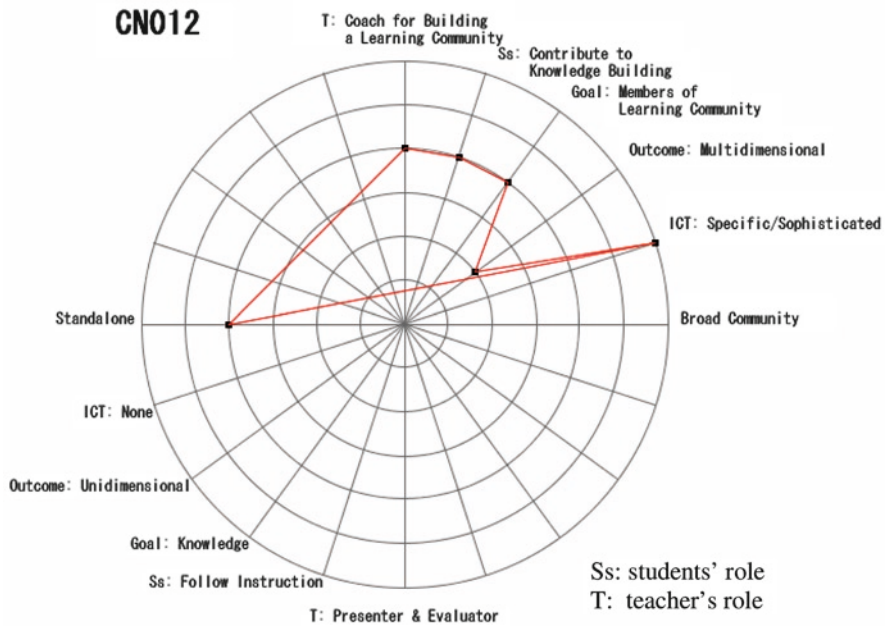 CN012
T: Coach for Building
a Learning Community
Ss: Contribute to
Knowledge Building
Goal: Members of
Learning Community
Outcome: Multidimensional
ICT: Specific/Sophisticated
Standalone
Broad Community
ICT: None
Outcome: Unidimensional
Goal: Knowledge
Ss: Follow Instruction
T: Presenter & Evaluator
Ss: students’ role
T: teacher’s role